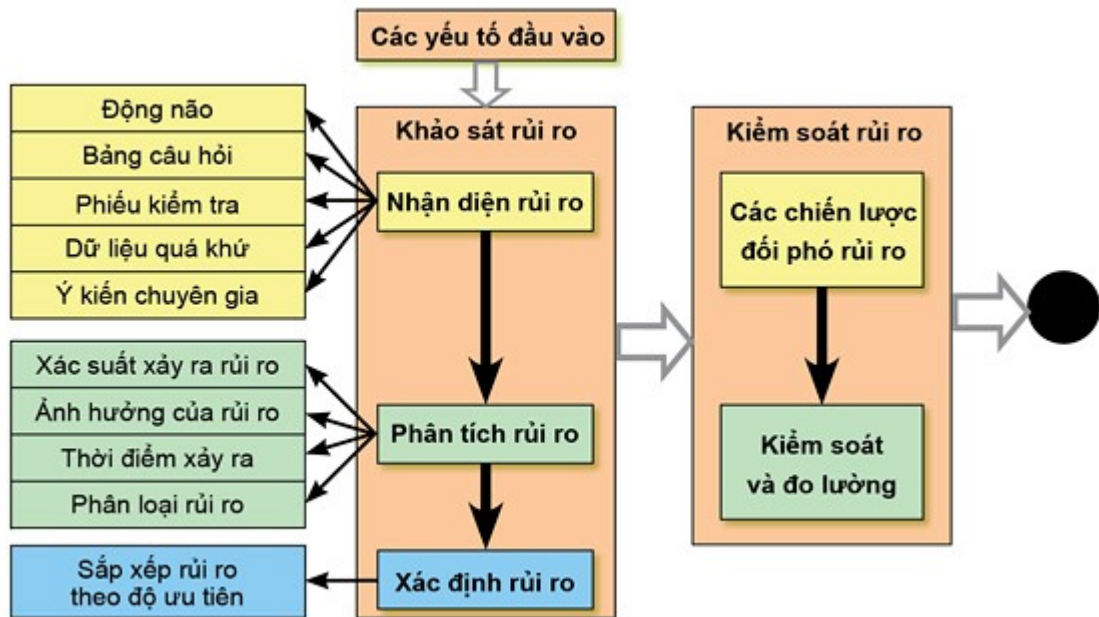 Các yếu tố đầu vào
Động não
Bảng câu hỏi
Phiếu kiểm tra
Dữ liệu quá khứ
Ý kiến chuyên gia
Xác suất xảy ra rủi ro
Ảnh hưởng của rủi ro
Thời điểm xảy ra
Phân loại rủi ro
Sắp xếp rủi ro
theo độ ưu tiên
Khảo sát rủi ro
Nhận diện rủi ro
Phân tích rủi ro
Xác định rủi ro
Kiểm soát rủi ro
Các chiến lược
đối phó rủi ro
Kiểm soát
và đo lường